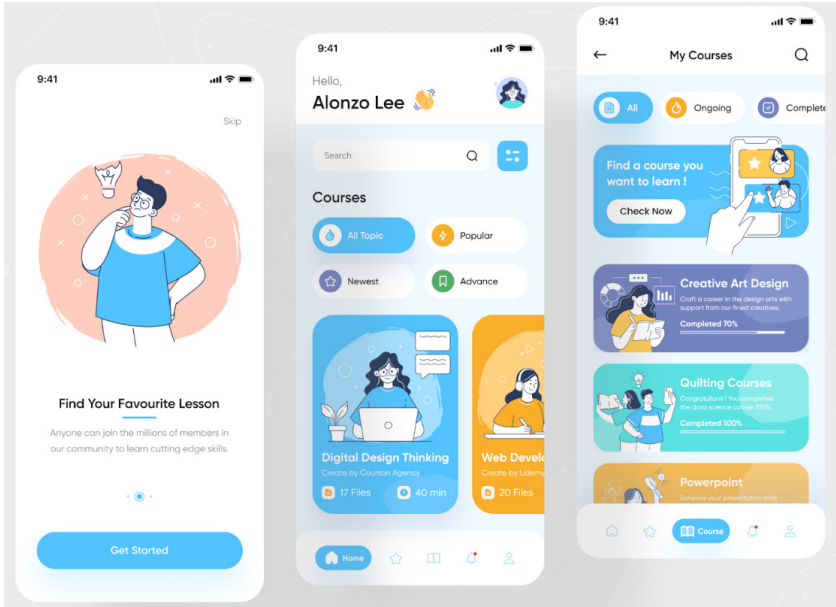 9:41
Skip
Find Your Favourite Lesson
Anyone can join the millions of members in
our community to learn cutting edge skills.
Get Started
9:41
Hello,
Alonzo Lee
Search
Courses
All Topic
Popular
Newest
Advance
Digital Design Thinking
Create by Courson Agency
17 Files
40 min
Web Develo
Create by Udemy
20 Files
Home
9:41
My Courses
All
Ongoing
Complete
Find a course you
want to learn !
Check Now
Creative Art Design
Craft a career in the design arts with
support from our finest creatives.
Completed 70%
Quilting Courses
Congratulions ! You completed
the data science course 100%.
Completed 100%
Powerpoint
Enhance your presentation skills
Course